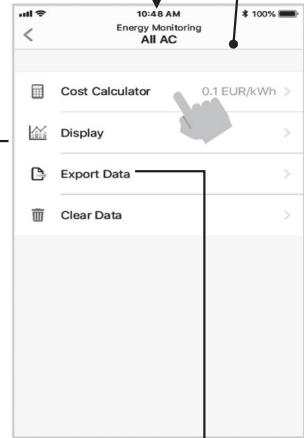 10:48 AM
100%
Energy Monitoring
All AC
Cost Calculator 0.1 EUR/kWh
Display
Export Data
Clear Data